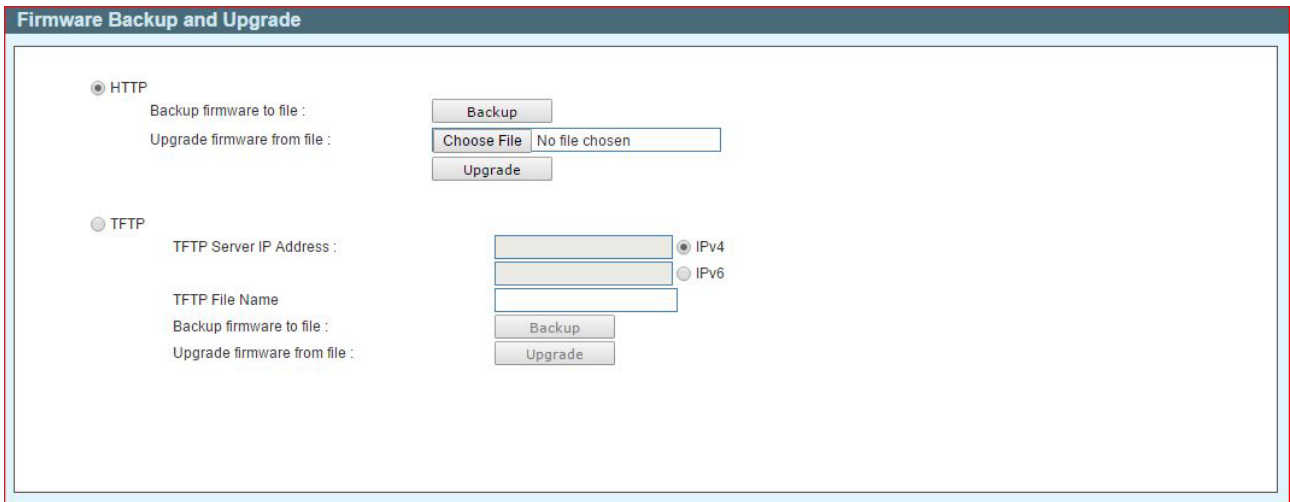 Firmware Backup and Upgrade
HTTP
Backup firmware to file : Backup
Upgrade firmware from file : Choose File No file chosen
Upgrade
TFTP
TFTP Server IP Address : IPv4
IPv6
TFTP File Name
Backup firmware to file : Backup
Upgrade firmware from file : Upgrade